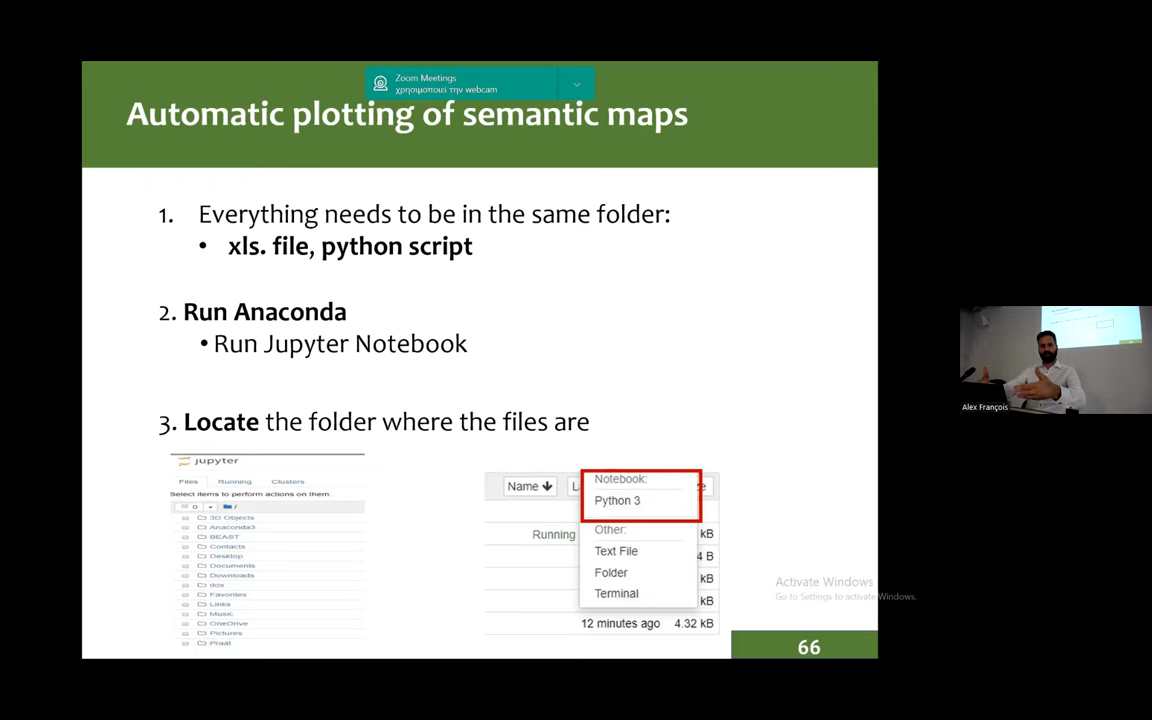 Zoom Meetings
χρησιμοποιεί την webcam
Automatic plotting of semantic maps
1. Everything needs to be in the same folder:
• xls. file, python script
2. Run Anaconda
• Run Jupyter Notebook
3. Locate the folder where the files are
jupyter
Files Running Clusters
Select items to perform actions on them.
0 /
3D Objects
Anaconda3
BEAST
Contacts
Desktop
Documents
Downloads
dox
Favorites
Links
Music
OneDrive
Pictures
Praat
Notebook:
Name
Python 3
Other:
Running kB
Text File 4 B
Folder kB
Terminal kB
12 minutes ago 4.32 kB
Activate Windows
Go to Settings to activate Windows.
66
Alex François